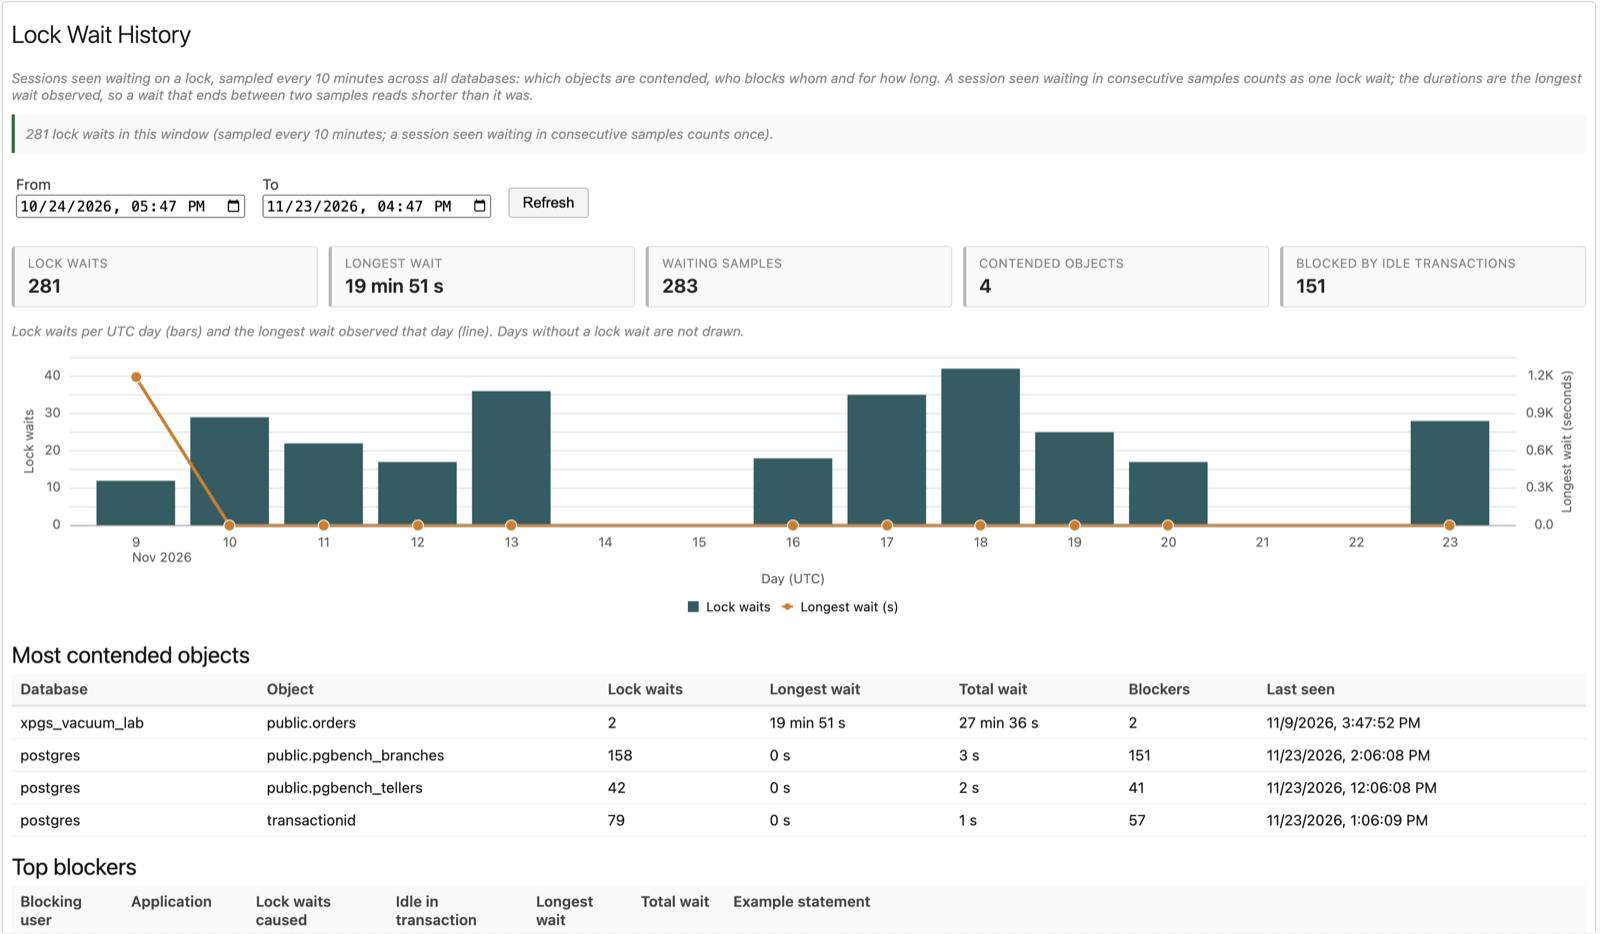 Lock Wait History
Sessions seen waiting on a lock, sampled every 10 minutes across all databases: which objects are contended, who blocks whom and for how long. A session seen waiting in consecutive samples counts as one lock wait; the durations are the longest
wait observed, so a wait that ends between two samples reads shorter than it was.
281 lock waits in this window (sampled every 10 minutes; a session seen waiting in consecutive samples counts once).
From To
10/24/2026, 05:47 PM 11/23/2026, 04:47 PM Refresh
LOCK WAITS LONGEST WAIT WAITING SAMPLES CONTENDED OBJECTS BLOCKED BY IDLE TRANSACTIONS
281 19 min 51 s 283 4 151
Lock waits per UTC day (bars) and the longest wait observed that day (line). Days without a lock wait are not drawn.
Lock waits
40
30
20
10
0
1.2K
0.9K
0.6K
0.3K
0.0
Longest wait (seconds)
9 10 11 12 13 14 15 16 17 18 19 20 21 22 23
Nov 2026
Day (UTC)
Lock waits Longest wait (s)
Most contended objects
Database Object Lock waits Longest wait Total wait Blockers Last seen
xpgs_vacuum_lab public.orders 2 19 min 51 s 27 min 36 s 2 11/9/2026, 3:47:52 PM
postgres public.pgbench_branches 158 0 s 3 s 151 11/23/2026, 2:06:08 PM
postgres public.pgbench_tellers 42 0 s 2 s 41 11/23/2026, 12:06:08 PM
postgres transactionid 79 0 s 1 s 57 11/23/2026, 1:06:09 PM
Top blockers
Blocking user Application Lock waits caused Idle in transaction Longest wait Total wait Example statement